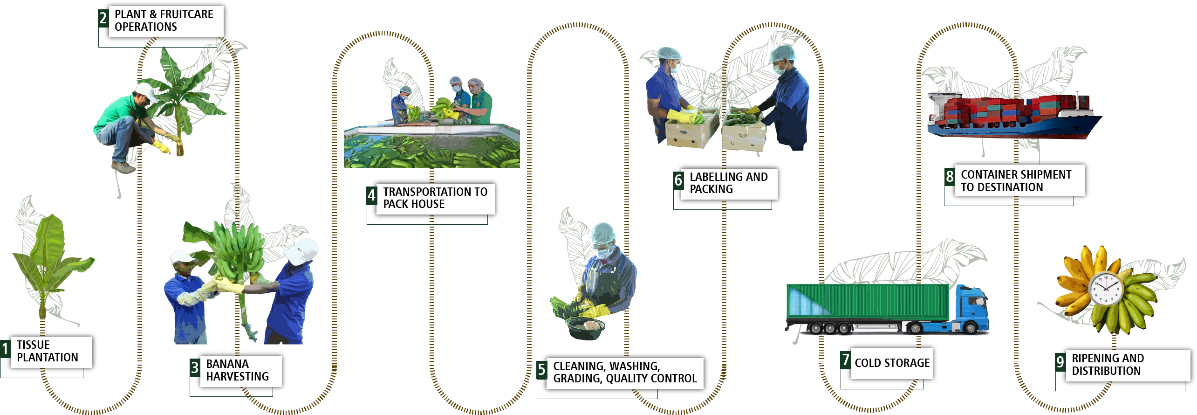 1
TISSUE
PLANTATION
2
PLANT & FRUITCARE
OPERATIONS
3
BANANA
HARVESTING
4
TRANSPORTATION TO
PACK HOUSE
5
CLEANING, WASHING,
GRADING, QUALITY CONTROL
6
LABELLING AND
PACKING
7
COLD STORAGE
8
CONTAINER SHIPMENT
TO DESTINATION
9
RIPENING AND
DISTRIBUTION